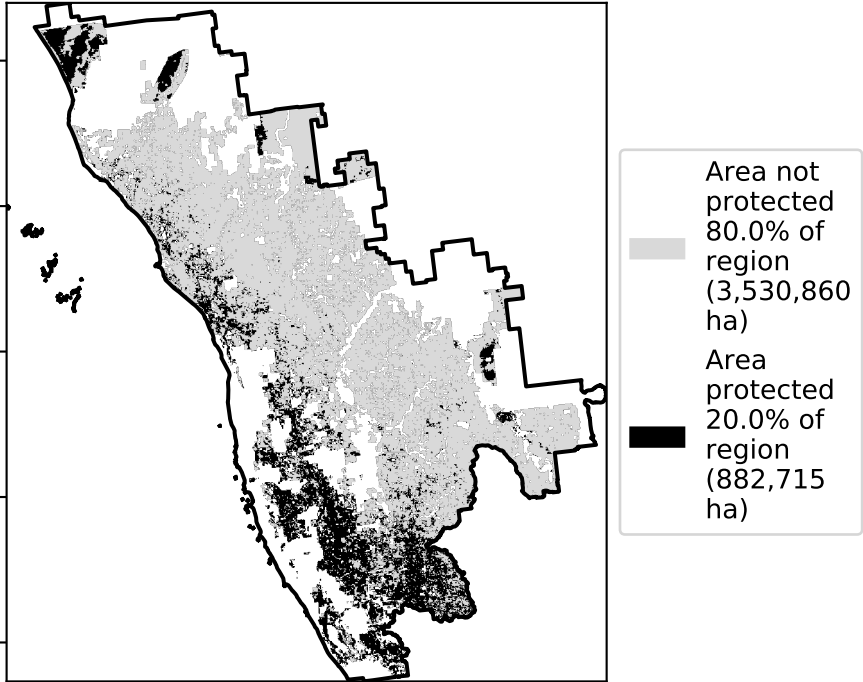 Area not
protected
80.0% of
region
(3,530,860
ha)
Area
protected
20.0% of
region
(882,715
ha)